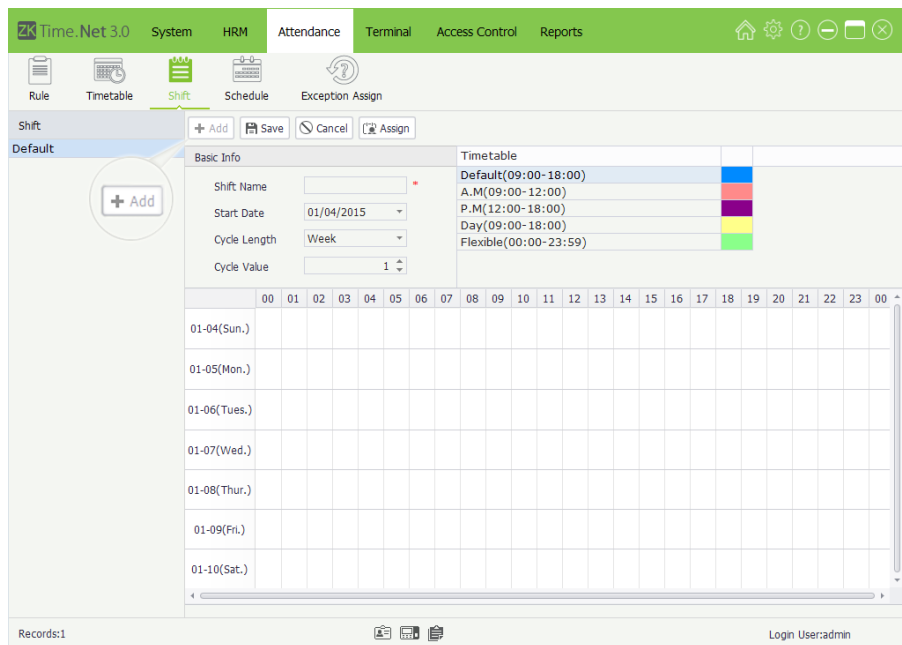 ZK Time.Net 3.0 System HRM Attendance Terminal Access Control Reports
Rule Timetable Shift Schedule Exception Assign
Shift
Default
+ Add
+ Add Save Cancel Assign
Basic Info
Shift Name *
Start Date 01/04/2015
Cycle Length Week
Cycle Value 1
Timetable
Default(09:00-18:00)
A.M(09:00-12:00)
P.M(12:00-18:00)
Day(09:00-18:00)
Flexible(00:00-23:59)
00 01 02 03 04 05 06 07 08 09 10 11 12 13 14 15 16 17 18 19 20 21 22 23 00
01-04(Sun.)
01-05(Mon.)
01-06(Tues.)
01-07(Wed.)
01-08(Thur.)
01-09(Fri.)
01-10(Sat.)
Records:1 Login User:admin